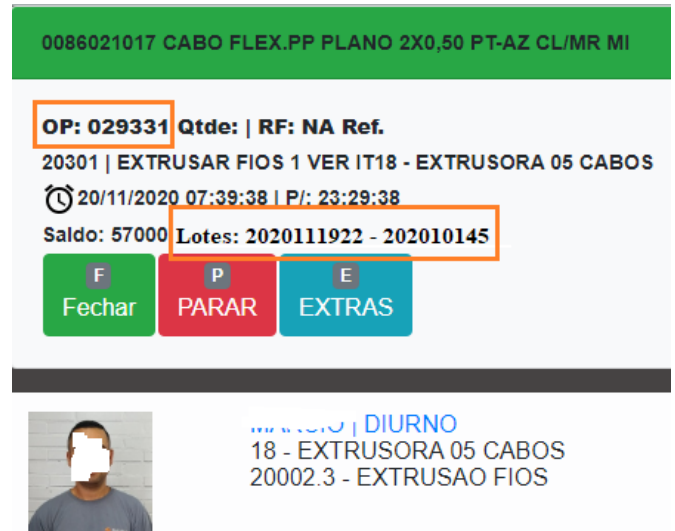 0086021017 CABO FLEX.PP PLANO 2X0,50 PT-AZ CL/MR MI
OP: 029331 Qtde: | RF: NA Ref.
20301 | EXTRUSAR FIOS 1 VER IT18 - EXTRUSORA 05 CABOS
20/11/2020 07:39:38 | P/: 23:29:38
Saldo: 57000 Lotes: 2020111922 - 202010145
F
Fechar
P
PARAR
E
EXTRAS
| DIURNO
18 - EXTRUSORA 05 CABOS
20002.3 - EXTRUSAO FIOS